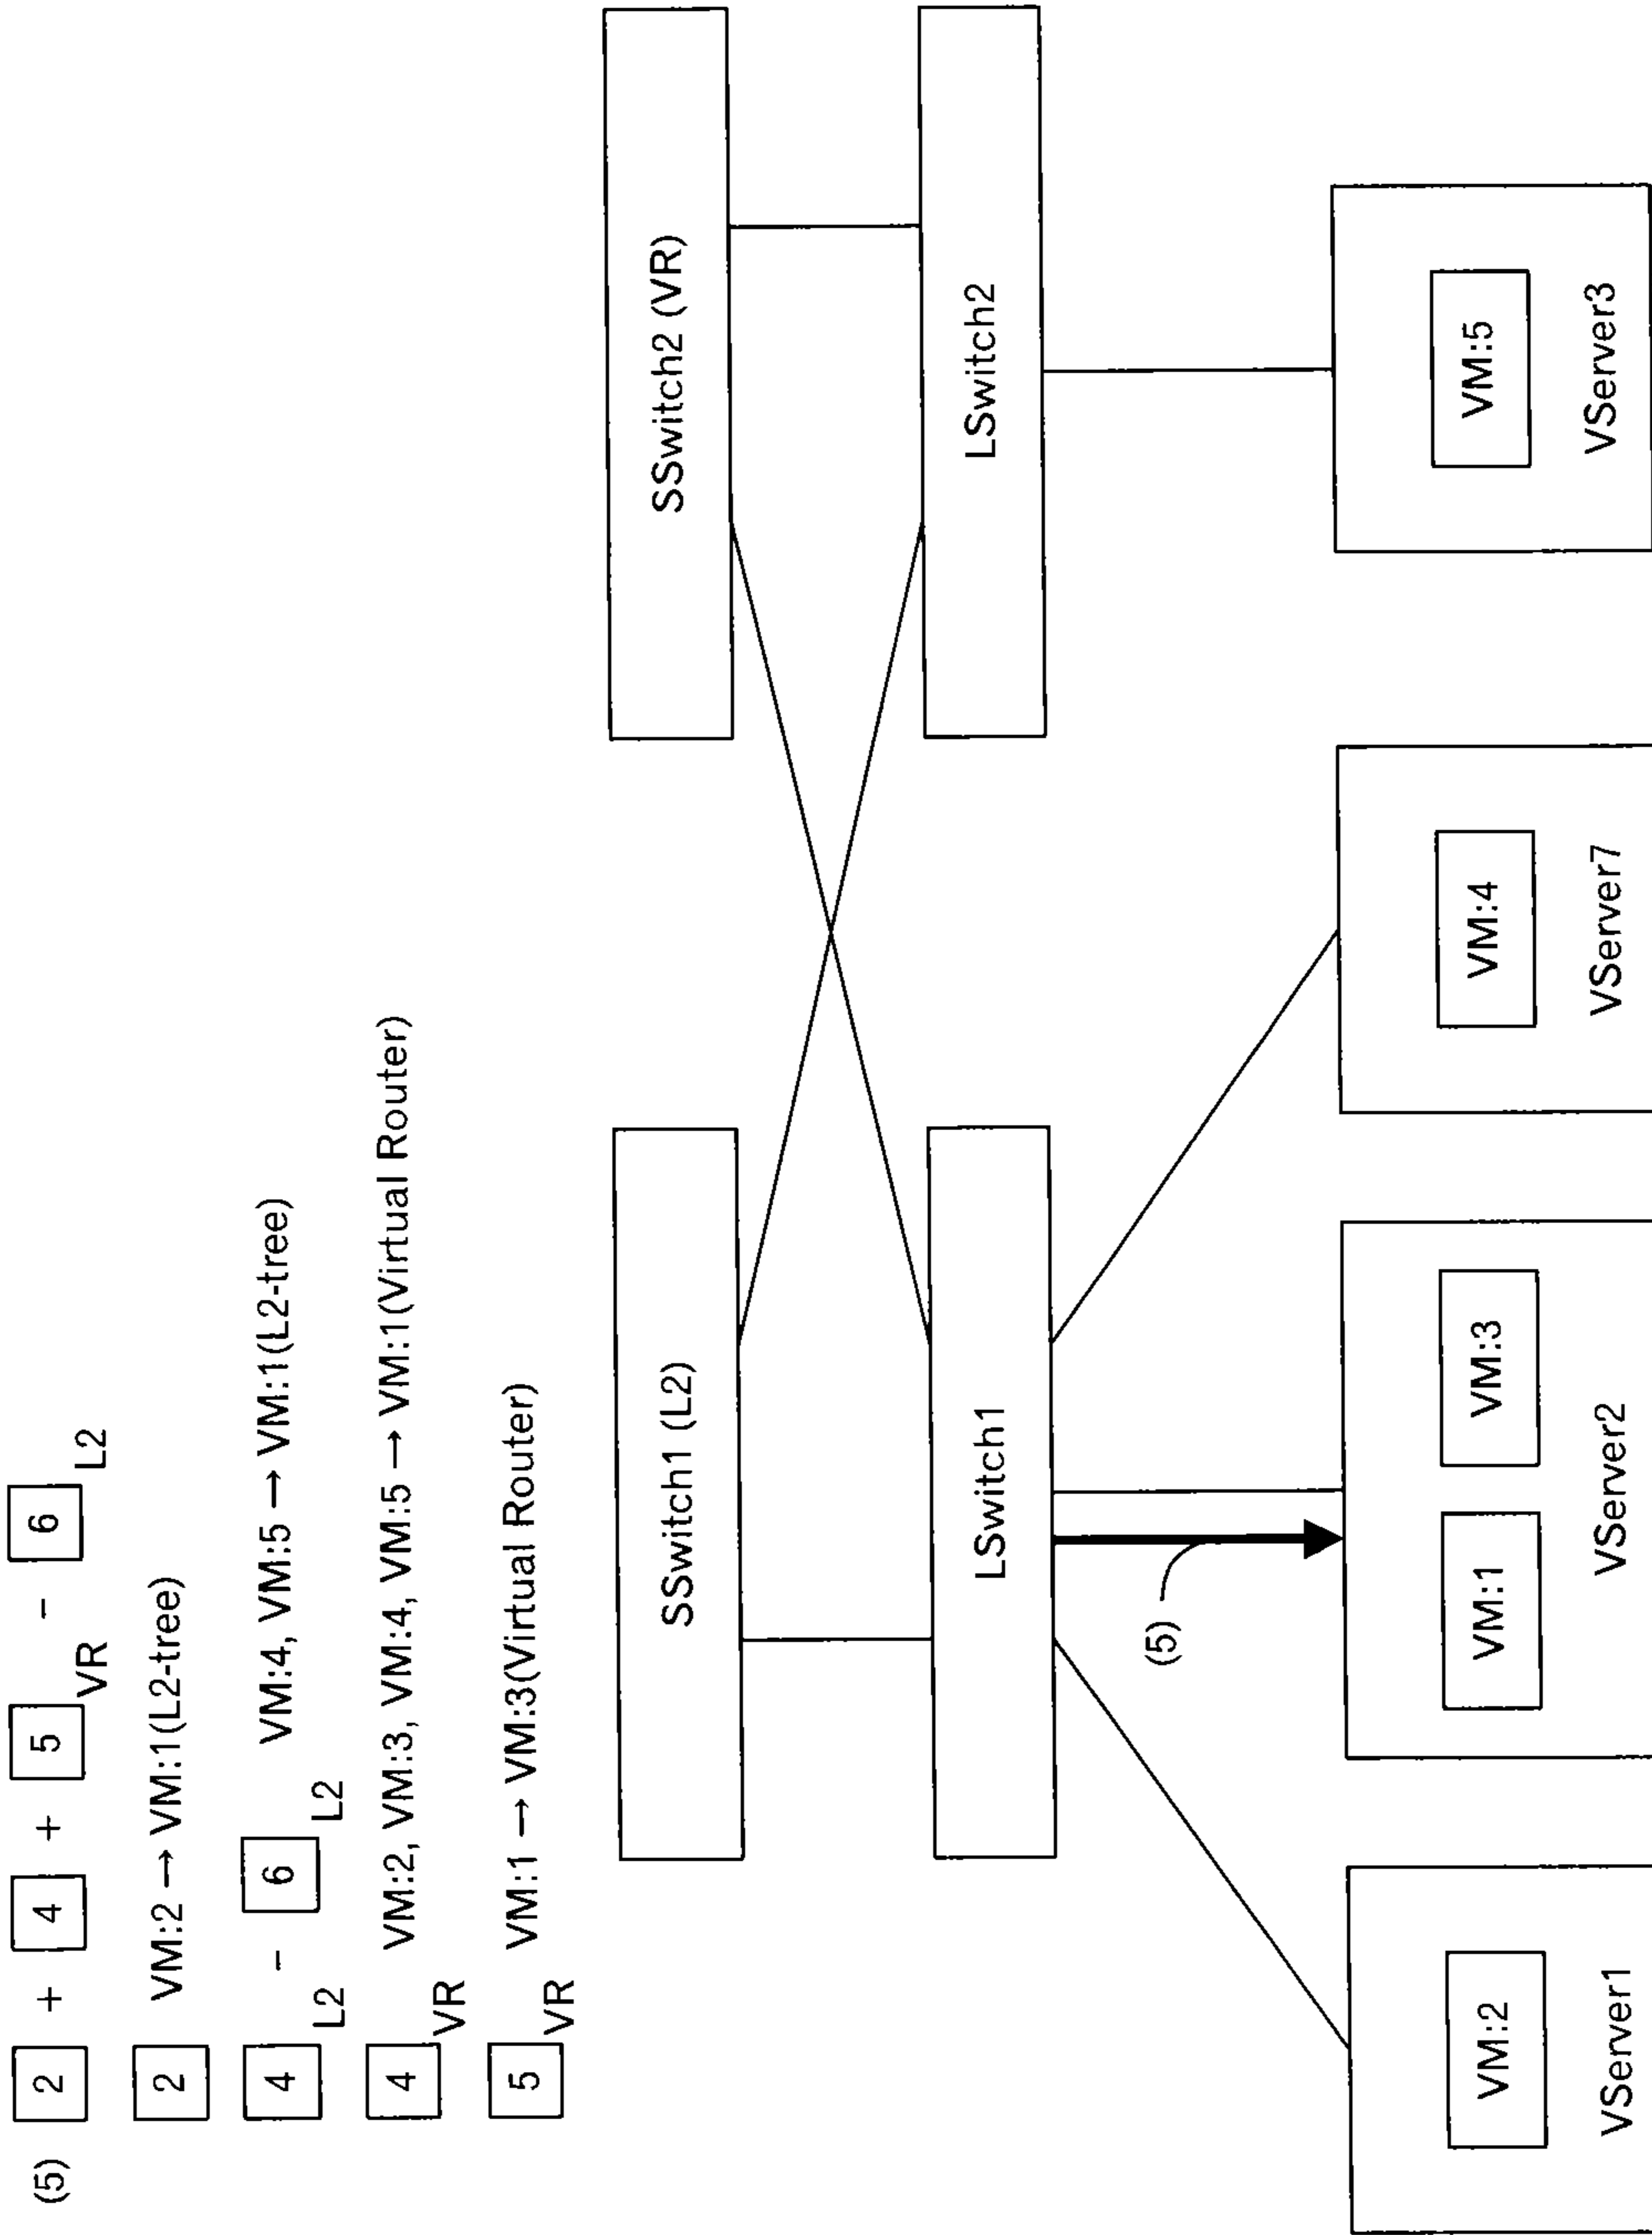 (5) 2 + 4 + 5 VR - 6 L2
2 VM:2 → VM:1(L2-tree)
4 L2 - 6 L2 VM:4, VM:5 → VM:1(L2-tree)
4 VR VM:2, VM:3, VM:4, VM:5 → VM:1(Virtual Router)
5 VR VM:1 → VM:3(Virtual Router)
SSwitch1 (L2)
SSwitch2 (VR)
LSwitch1
LSwitch2
(5)
VM:2
VM:1
VM:3
VM:4
VM:5
VServer1
VServer2
VServer7
VServer3